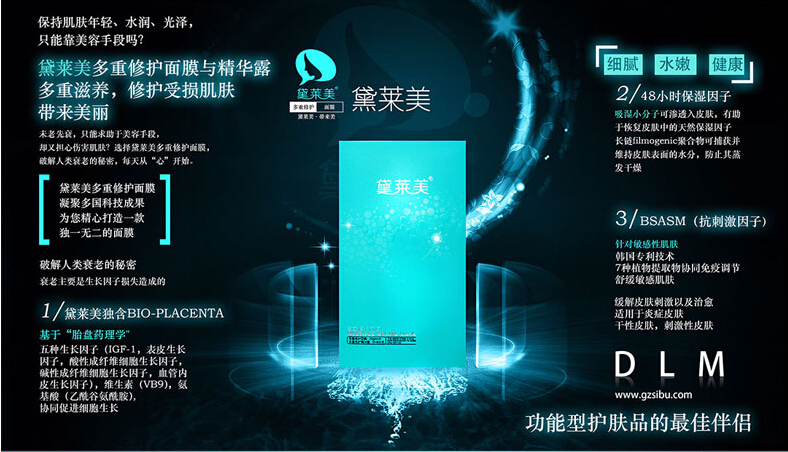 保持肌肤年轻、水润、光泽，
只能靠美容手段吗？
黛莱美多重修护面膜与精华露
多重滋养，修护受损肌肤
带来美丽
未老先衰，只能求助于美容手段，
却又担心伤害肌肤？选择黛莱美多重修护面膜，
破解人类衰老的秘密，每天从“心”开始。
黛莱美多重修护面膜
凝聚多国科技成果
为您精心打造一款
独一无二的面膜
破解人类衰老的秘密
衰老主要是生长因子损失造成的
1/黛莱美独含BIO-PLACENTA
基于“胎盘药理学"
五种生长因子（IGF-1，表皮生长
因子，酸性成纤维细胞生长因子，
碱性成纤维细胞生长因子，血管内
皮生长因子），维生素（VB9），氨
基酸（乙酰谷氨酰胺），
协同促进细胞生长
黛莱美®
多重修护 面膜
黛莱美·带来美
黛莱美
黛莱美®
细腻 水嫩 健康
2/48小时保湿因子
吸湿小分子可渗透入皮肤，有助
于恢复皮肤中的天然保湿因子
长链filmogenic聚合物可捕获并
维持皮肤表面的水分，防止其蒸
发干燥
3/BSASM（抗刺激因子）
针对敏感性肌肤
韩国专利技术
7种植物提取物协同免疫调节
舒缓敏感肌肤
缓解皮肤刺激以及治愈
适用于炎症皮肤
干性皮肤，刺激性皮肤
DLM
www.gzsibu.com
功能型护肤品的最佳伴侣